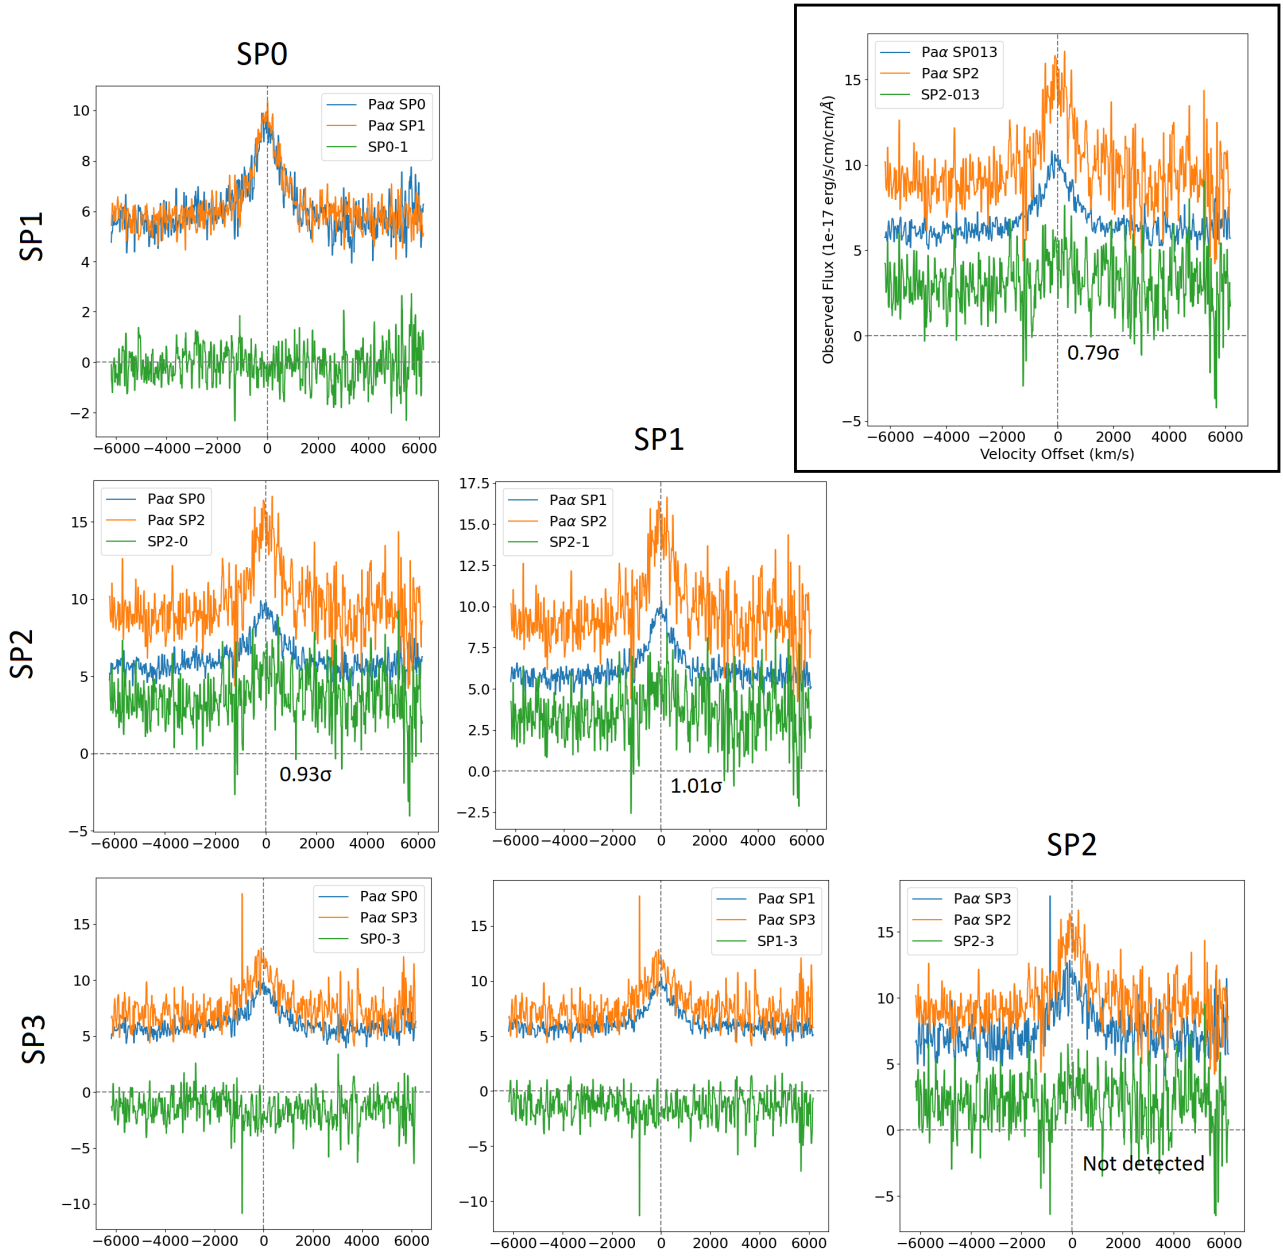 SP0
SP1
10
8
6
4
2
0
−2
Paα SP0
Paα SP1
SP0-1
−6000 −4000 −2000 0 2000 4000 6000
Observed Flux (1e-17 erg/s/cm/cm/Å)
15
10
5
0
−5
Paα SP013
Paα SP2
SP2-013
0.79σ
−6000 −4000 −2000 0 2000 4000 6000
Velocity Offset (km/s)
SP1
SP2
15
10
5
0
−5
Paα SP0
Paα SP2
SP2-0
0.93σ
−6000 −4000 −2000 0 2000 4000 6000
17.5
15.0
12.5
10.0
7.5
5.0
2.5
0.0
−2.5
Paα SP1
Paα SP2
SP2-1
1.01σ
−6000 −4000 −2000 0 2000 4000 6000
SP2
SP3
15
10
5
0
−5
−10
Paα SP0
Paα SP3
SP0-3
−6000 −4000 −2000 0 2000 4000 6000
15
10
5
0
−5
−10
Paα SP1
Paα SP3
SP1-3
−6000 −4000 −2000 0 2000 4000 6000
15
10
5
0
−5
Paα SP3
Paα SP2
SP2-3
Not detected
−6000 −4000 −2000 0 2000 4000 6000